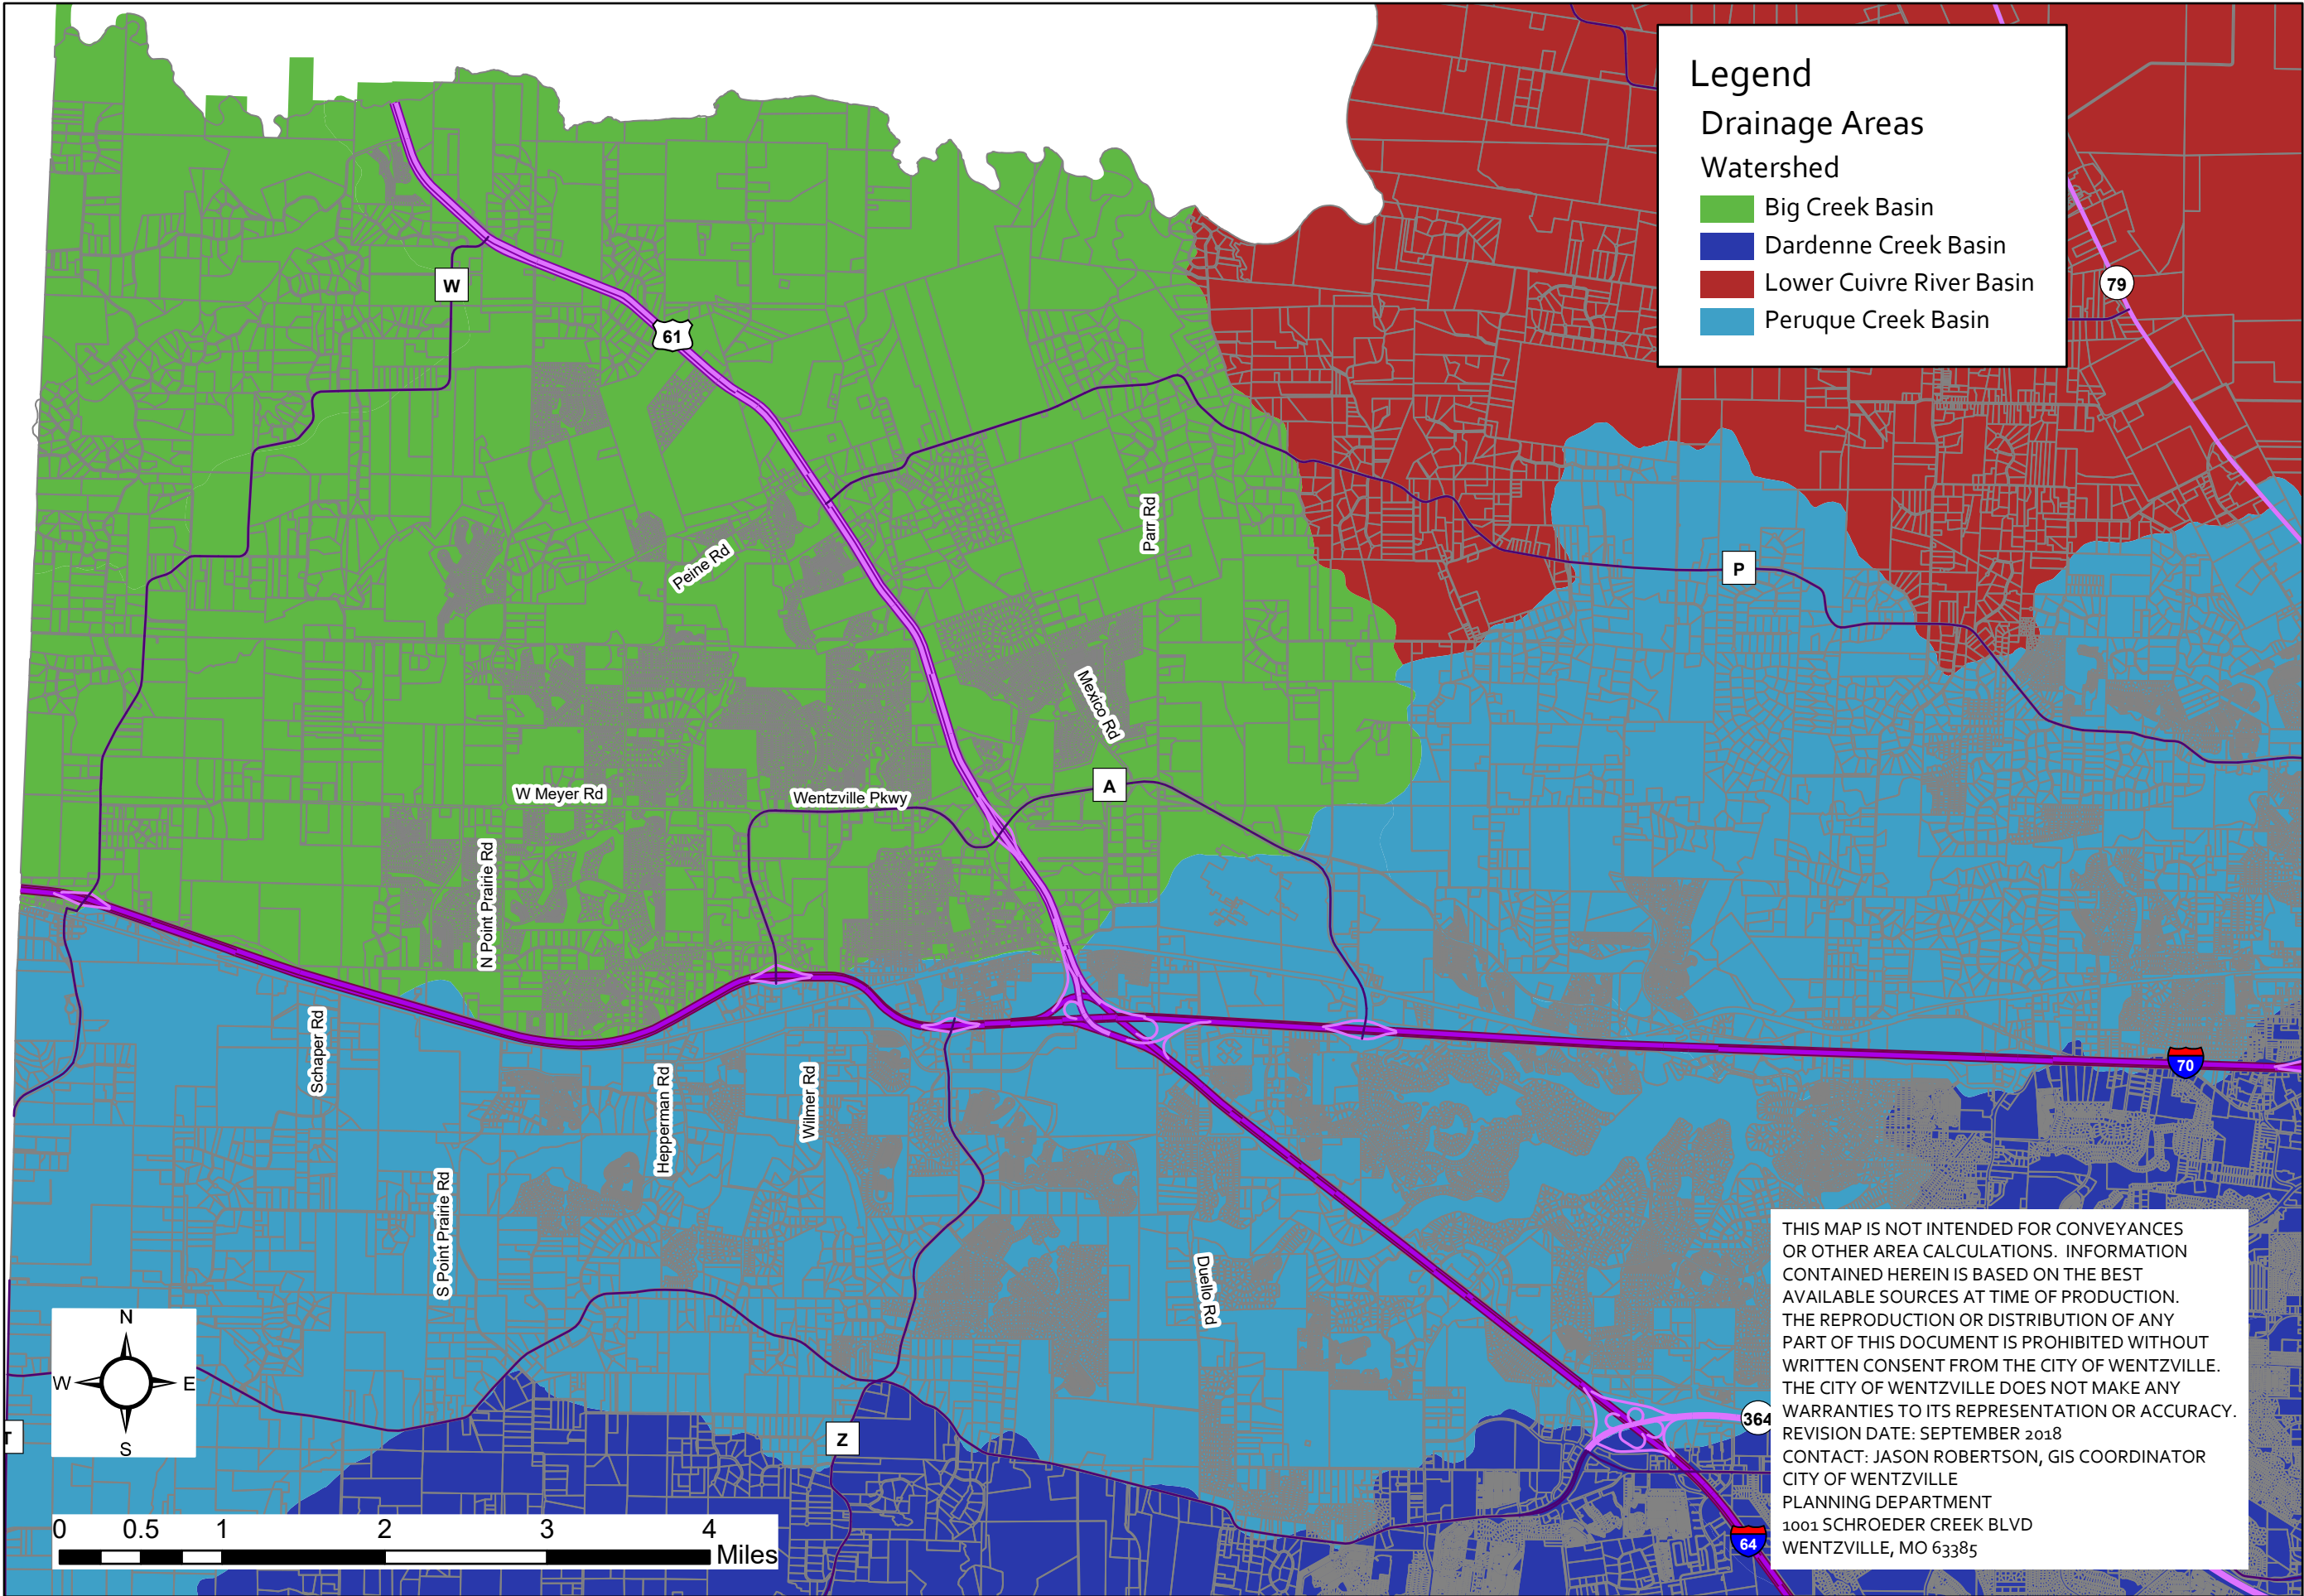 Legend
Drainage Areas
Watershed
Big Creek Basin
Dardenne Creek Basin
Lower Cuivre River Basin
Peruque Creek Basin
W
61
79
Peine Rd
Parr Rd
P
Mexico Rd
A
W Meyer Rd
Wentzville Pkwy
N Point Prairie Rd
Schaper Rd
Hepperman Rd
Wilmer Rd
70
S Point Prairie Rd
Duello Rd
N
W E
S
T
Z
364
64
0 0.5 1 2 3 4
Miles
THIS MAP IS NOT INTENDED FOR CONVEYANCES
OR OTHER AREA CALCULATIONS. INFORMATION
CONTAINED HEREIN IS BASED ON THE BEST
AVAILABLE SOURCES AT TIME OF PRODUCTION.
THE REPRODUCTION OR DISTRIBUTION OF ANY
PART OF THIS DOCUMENT IS PROHIBITED WITHOUT
WRITTEN CONSENT FROM THE CITY OF WENTZVILLE.
THE CITY OF WENTZVILLE DOES NOT MAKE ANY
WARRANTIES TO ITS REPRESENTATION OR ACCURACY.
REVISION DATE: SEPTEMBER 2018
CONTACT: JASON ROBERTSON, GIS COORDINATOR
CITY OF WENTZVILLE
PLANNING DEPARTMENT
1001 SCHROEDER CREEK BLVD
WENTZVILLE, MO 63385